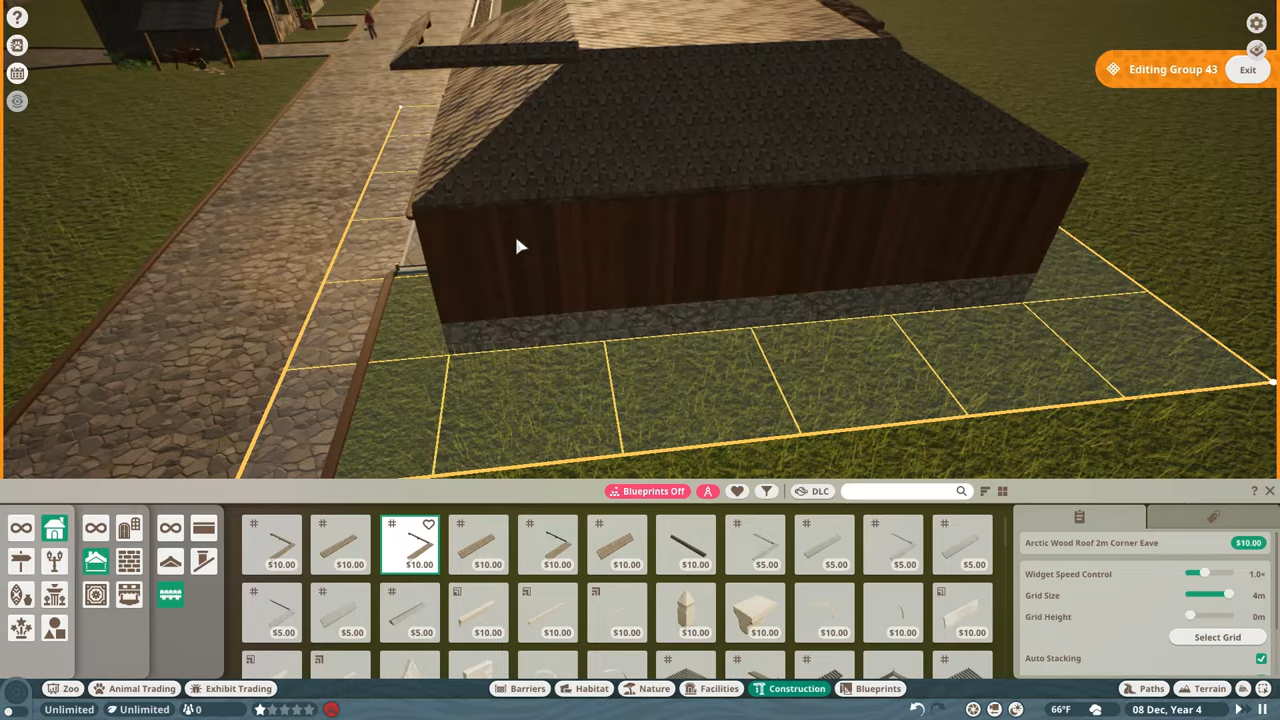 ?
Editing Group 43
Exit
Blueprints Off
DLC
? ×
$10.00 $10.00 $10.00 $10.00 $10.00 $10.00 $10.00 $5.00 $5.00 $5.00 $5.00
$5.00 $5.00 $5.00 $10.00 $10.00 $10.00 $10.00 $10.00 $10.00 $10.00 $10.00
Arctic Wood Roof 2m Corner Eave $10.00
Widget Speed Control 1.0×
Grid Size 4m
Grid Height 0m
Select Grid
Auto Stacking
Zoo Animal Trading Exhibit Trading Barriers Habitat Nature Facilities Construction Blueprints Paths Terrain
Unlimited Unlimited 0 66°F 08 Dec, Year 4